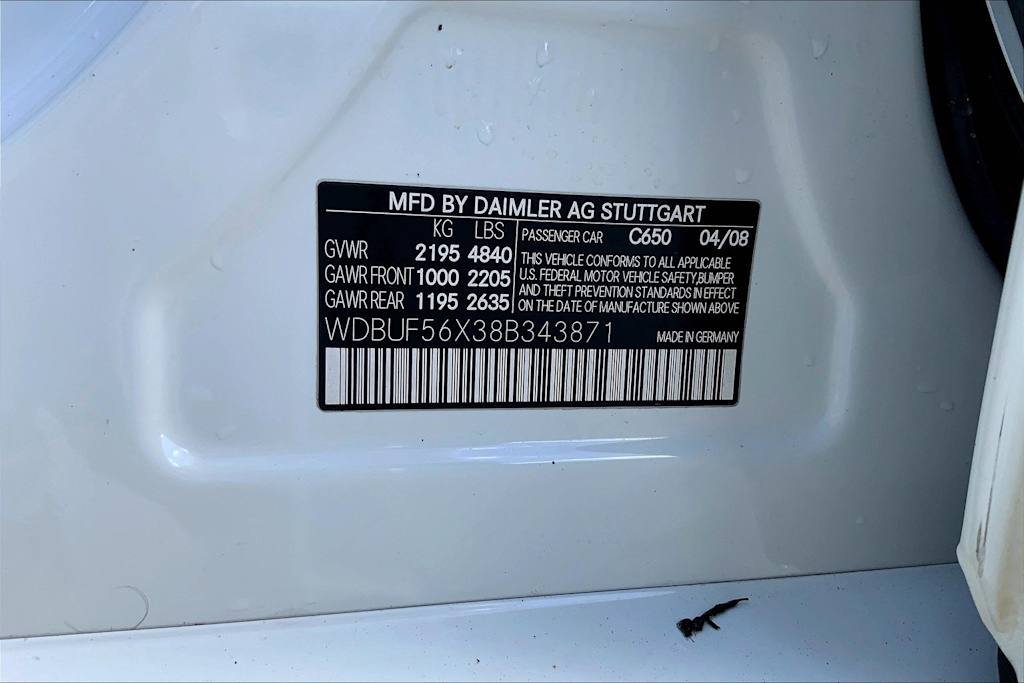 MFD BY DAIMLER AG STUTTGART
KG LBS
GVWR 2195 4840
GAWR FRONT 1000 2205
GAWR REAR 1195 2635
PASSENGER CAR C650 04/08
THIS VEHICLE CONFORMS TO ALL APPLICABLE
U.S. FEDERAL MOTOR VEHICLE SAFETY,BUMPER
AND THEFT PREVENTION STANDARDS IN EFFECT
ON THE DATE OF MANUFACTURE SHOWN ABOVE
WDBUF56X38B343871 MADE IN GERMANY